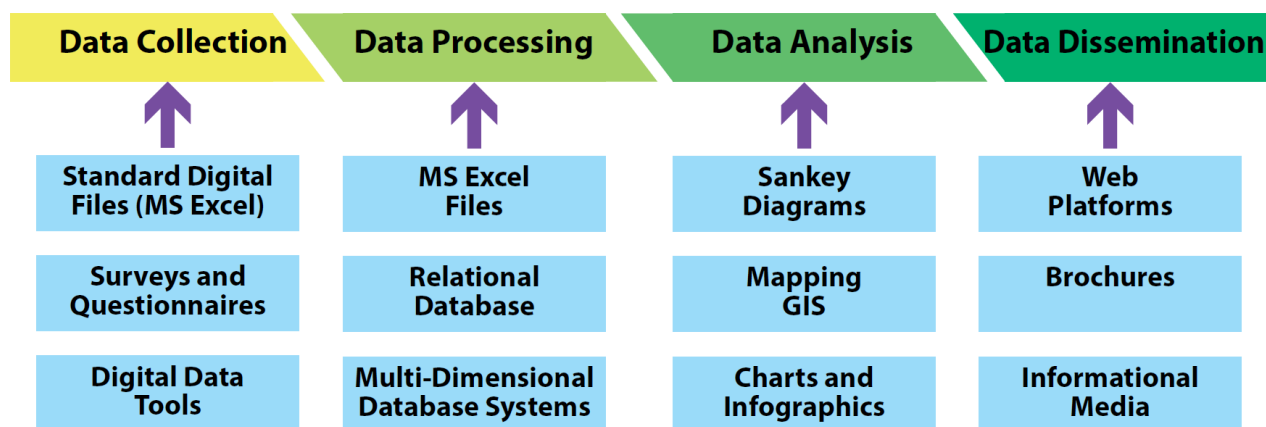 Data Collection
Data Processing
Data Analysis
Data Dissemination
Standard Digital
Files (MS Excel)
MS Excel
Files
Sankey
Diagrams
Web
Platforms
Surveys and
Questionnaires
Relational
Database
Mapping
GIS
Brochures
Digital Data
Tools
Multi-Dimensional
Database Systems
Charts and
Infographics
Informational
Media